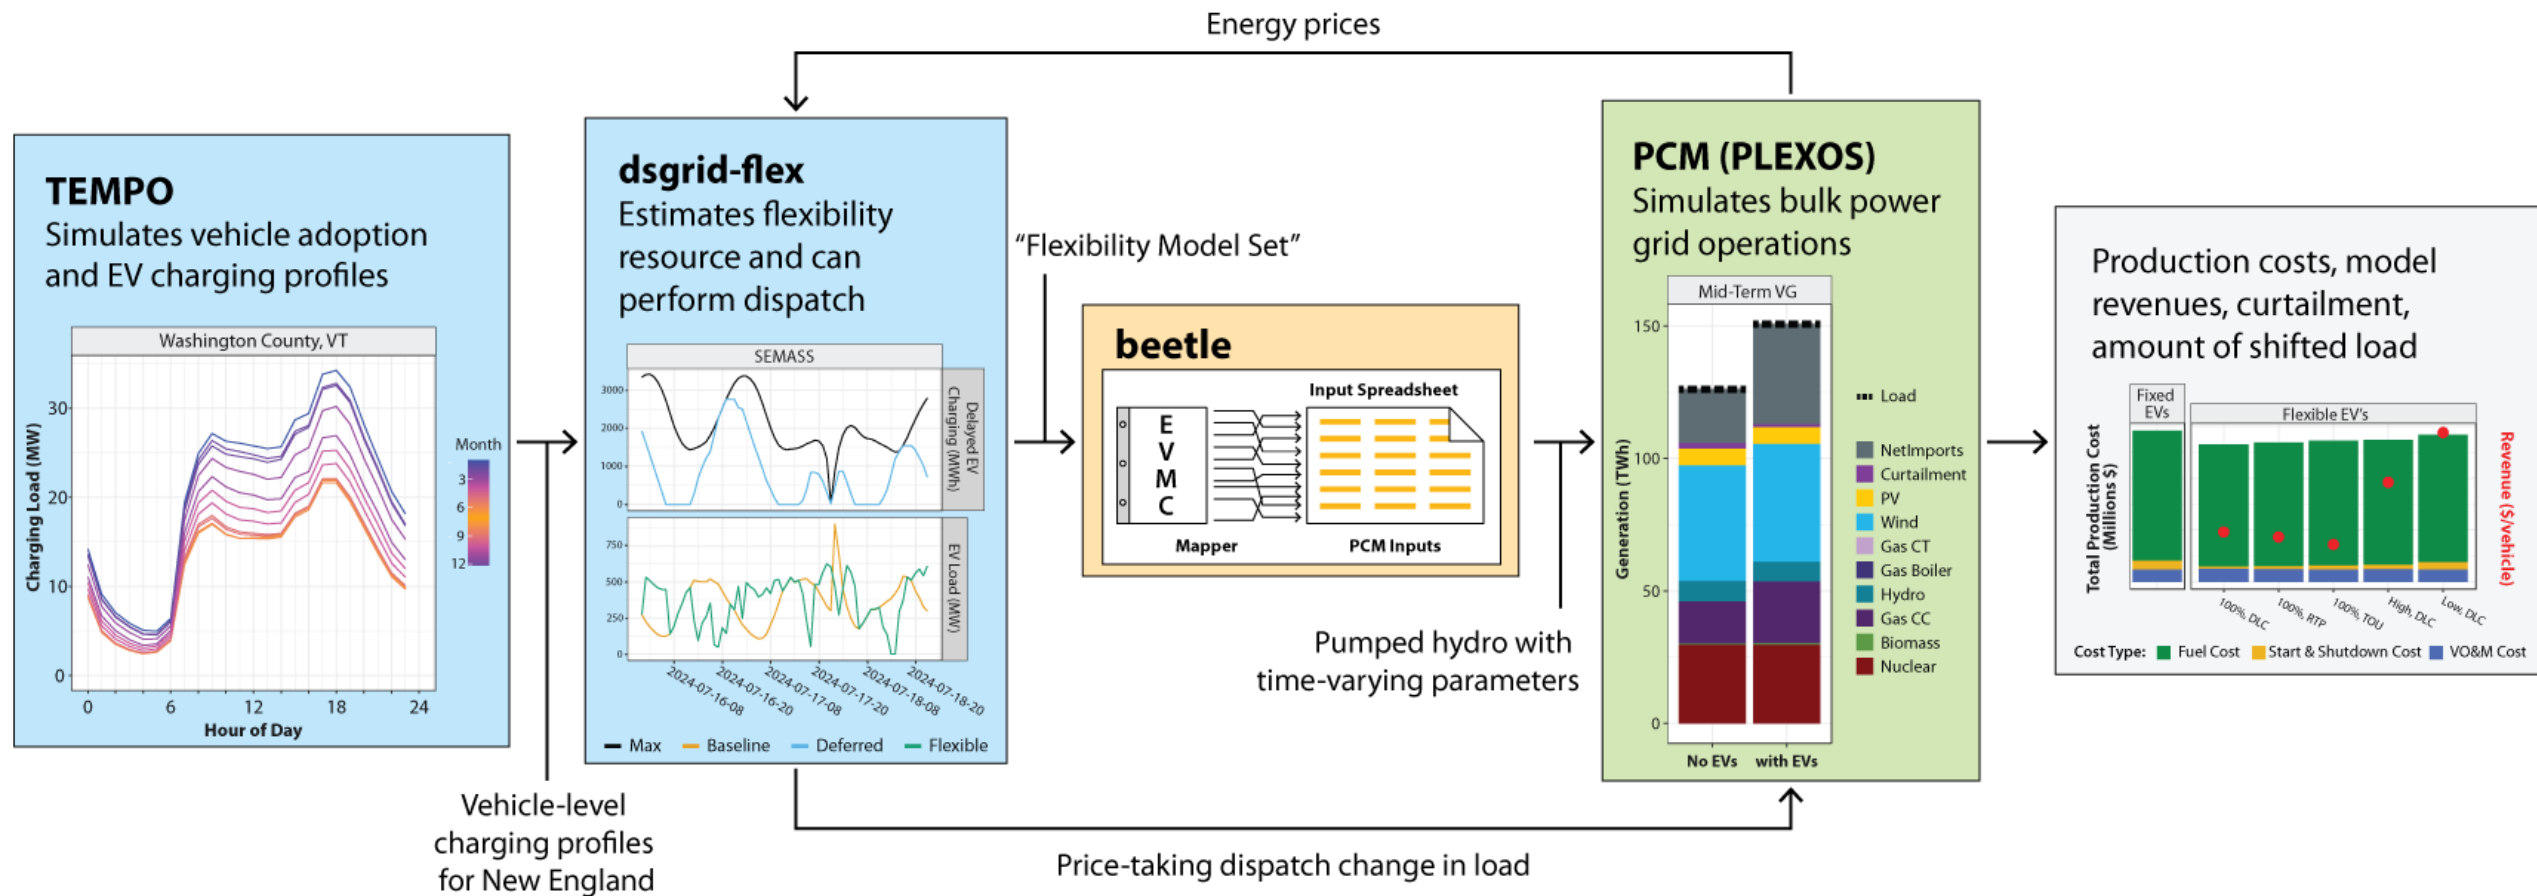 Energy prices
TEMPO
Simulates vehicle adoption
and EV charging profiles
Washington County, VT
Charging Load (MW)
30
20
10
0
0 6 12 18 24
Hour of Day
Month
3
6
9
12
Vehicle-level
charging profiles
for New England
dsgrid-flex
Estimates flexibility
resource and can
perform dispatch
SEMASS
3000
2000
1000
0
Delayed EV
Charging (MWh)
750
500
250
0
EV Load (MW)
2024-07-16-08
2024-07-16-20
2024-07-17-08
2024-07-17-20
2024-07-18-08
2024-07-18-20
Max Baseline Deferred Flexible
“Flexibility Model Set”
beetle
Input Spreadsheet
E
V
M
C
Mapper PCM Inputs
Pumped hydro with
time-varying parameters
Price-taking dispatch change in load
PCM (PLEXOS)
Simulates bulk power
grid operations
Mid-Term VG
Generation (TWh)
150
100
50
0
No EVs with EVs
Load
NetImports
Curtailment
PV
Wind
Gas CT
Gas Boiler
Hydro
Gas CC
Biomass
Nuclear
Production costs, model
revenues, curtailment,
amount of shifted load
Fixed
EVs
Flexible EV's
Total Production Cost
(Millions $)
Revenue ($/vehicle)
100%, DLC
100%, RTP
100%, TOU
High, DLC
Low, DLC
Cost Type: Fuel Cost Start & Shutdown Cost VO&M Cost